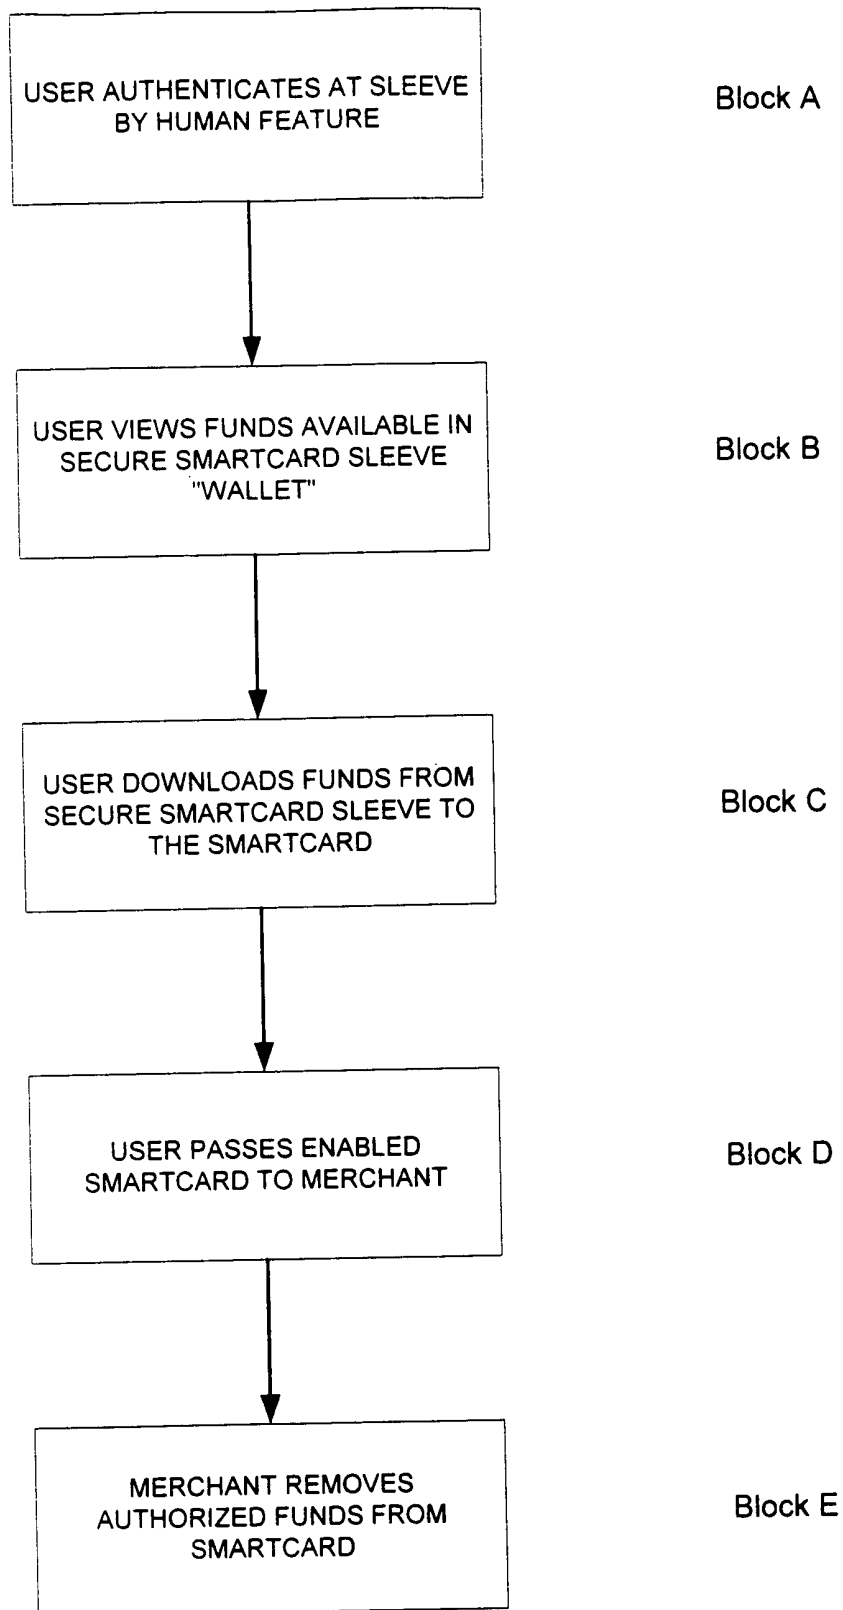 USER AUTHENTICATES AT SLEEVE
BY HUMAN FEATURE
Block A
USER VIEWS FUNDS AVAILABLE IN
SECURE SMARTCARD SLEEVE
"WALLET"
Block B
USER DOWNLOADS FUNDS FROM
SECURE SMARTCARD SLEEVE TO
THE SMARTCARD
Block C
USER PASSES ENABLED
SMARTCARD TO MERCHANT
Block D
MERCHANT REMOVES
AUTHORIZED FUNDS FROM
SMARTCARD
Block E